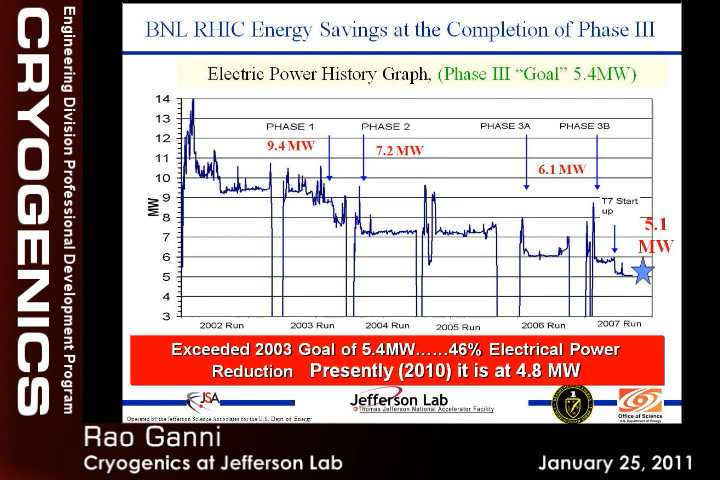 Engineering Division Professional Development Program
CRYOGENICS
BNL RHIC Energy Savings at the Completion of Phase III
Electric Power History Graph, (Phase III “Goal” 5.4MW)
14
13
12
11
10
9
8
7
6
5
4
3
MW
PHASE 1
PHASE 2
PHASE 3A
PHASE 3B
9.4 MW
7.2 MW
6.1 MW
T7 Start
up
5.1
MW
2002 Run
2003 Run
2004 Run
2005 Run
2006 Run
2007 Run
Exceeded 2003 Goal of 5.4MW……46% Electrical Power
Reduction Presently (2010) it is at 4.8 MW
JSA
Jefferson Lab
Thomas Jefferson National Accelerator Facility
Office of Science
U.S. Department of Energy
Operated by the Jefferson Science Associates for the U.S. Dept. of Energy
Rao Ganni
Cryogenics at Jefferson Lab
January 25, 2011